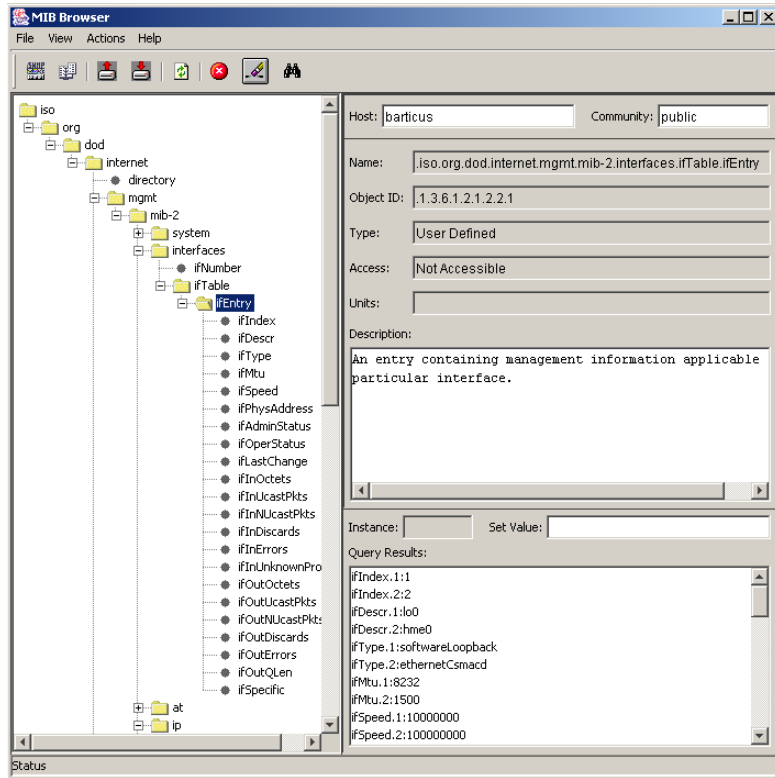 MIB Browser
File View Actions Help
iso
org
dod
internet
directory
mgmt
mib-2
system
interfaces
ifNumber
ifTable
ifEntry
ifIndex
ifDescr
ifType
ifMtu
ifSpeed
ifPhysAddress
ifAdminStatus
ifOperStatus
ifLastChange
ifInOctets
ifInUcastPkts
ifInNUcastPkts
ifInDiscards
ifInErrors
ifInUnknownPro
ifOutOctets
ifOutUcastPkts
ifOutNUcastPkts
ifOutDiscards
ifOutErrors
ifOutQLen
ifSpecific
at
ip
Host: barticus Community: public
Name: .iso.org.dod.internet.mgmt.mib-2.interfaces.ifTable.ifEntry
Object ID: .1.3.6.1.2.1.2.2.1
Type: User Defined
Access: Not Accessible
Units:
Description:
An entry containing management information applicable
particular interface.
Instance: Set Value:
Query Results:
ifIndex.1:1
ifIndex.2:2
ifDescr.1:lo0
ifDescr.2:hme0
ifType.1:softwareLoopback
ifType.2:ethernetCsmacd
ifMtu.1:8232
ifMtu.2:1500
ifSpeed.1:10000000
ifSpeed.2:100000000
Status